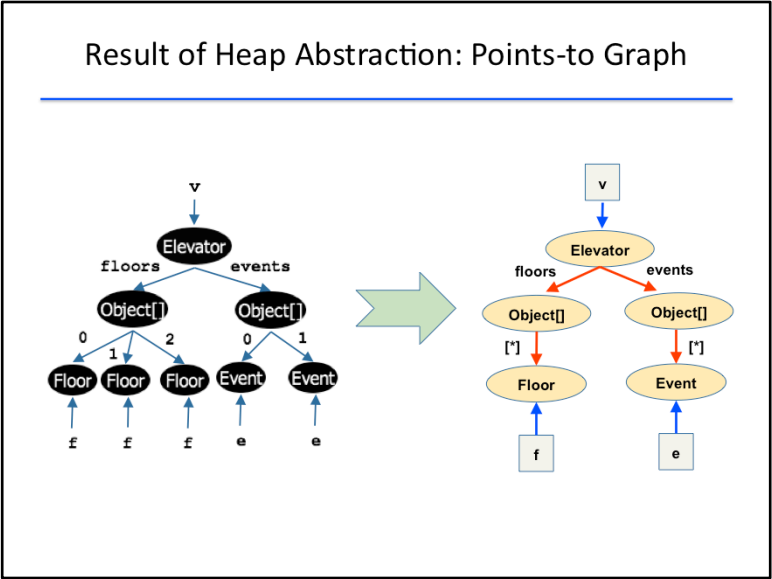 Result of Heap Abstraction: Points-to Graph
v
Elevator
floors events
Object[] Object[]
0 1 2 0 1
Floor Floor Floor Event Event
f f f e e
v
Elevator
floors events
Object[] Object[]
[*] [*]
Floor Event
f e